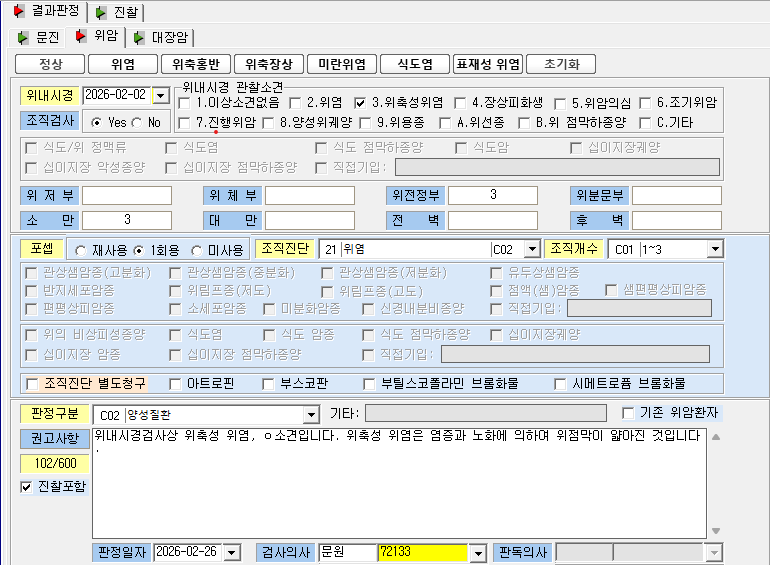 결과판정 진찰
문진 위암 대장암
정상 위염 위축홍반 위축장상 미란위염 식도염 표재성 위염 초기화
위내시경 2026-02-02 위내시경 관찰소견
1.이상소견없음 2.위염 3.위축성위염 4.장상피화생 5.위암의심 6.조기위암
조직검사 Yes No 7.진행위암 8.양성위궤양 9.위용종 A.위선종 B.위 점막하종양 C.기타
식도/위 정맥류 식도염 식도 점막하종양 식도암 십이지장궤양
십이지장 악성종양 십이지장 점막하종양 직접기입:
위 저 부 위 체 부 위전정부 3 위분문부
소 만 3 대 만 전 벽 후 벽
포셉 재사용 1회용 미사용 조직진단 21 위염 C02 조직개수 C01 1~3
관상샘암종(고분화) 관상샘암종(중분화) 관상샘암종(저분화) 유두상샘암종
반지세포암종 위림프종(저도) 위림프종(고도) 점액(샘)암종 샘편평상피암종
편평상피암종 소세포암종 미분화암종 신경내분비종양 직접기입:
위의 비상피성종양 식도염 식도 암종 식도 점막하종양 십이지장궤양
십이지장 암종 십이지장 점막하종양 직접기입:
조직진단 별도청구 아트로핀 부스코판 부틸스코폴라민 브롬화물 시메트로퓸 브롬화물
판정구분 C02 양성질환 기타: 기존 위암환자
권고사항 위내시경검사상 위축성 위염, ㅇ소견입니다. 위축성 위염은 염증과 노화에 의하여 위점막이 얇아진 것입니다
.
102/600
진찰포함
판정일자 2026-02-26 검사의사 문원 72133 판독의사